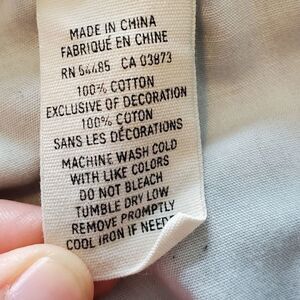 MADE IN CHINA
FABRIQUÉ EN CHINE
RN 54485 CA 03873
100% COTTON
EXCLUSIVE OF DECORATION
100% COTON
SANS LES DÉCORATIONS
MACHINE WASH COLD
WITH LIKE COLORS
DO NOT BLEACH
TUMBLE DRY LOW
REMOVE PROMPTLY
COOL IRON IF NEED